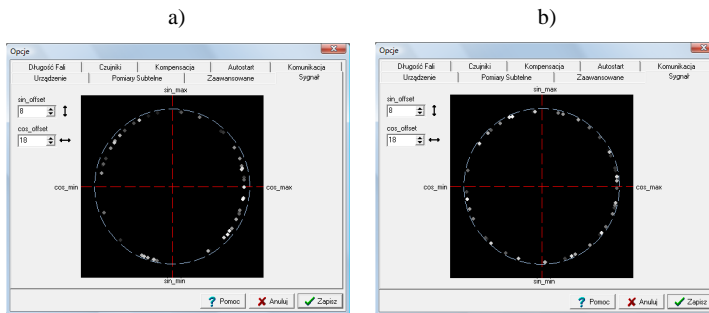 a) b)
Opcje
Długość Fali Czujniki Kompensacja Autostart Komunikacja
Urządzenie Pomiary Subtelne Zaawansowane Sygnał
sin_max
sin_offset
8
cos_offset
18
cos_min cos_max
sin_min
? Pomoc Anuluj Zapisz
Opcje
Długość Fali Czujniki Kompensacja Autostart Komunikacja
Urządzenie Pomiary Subtelne Zaawansowane Sygnał
sin_max
sin_offset
8
cos_offset
18
cos_min cos_max
sin_min
? Pomoc Anuluj Zapisz